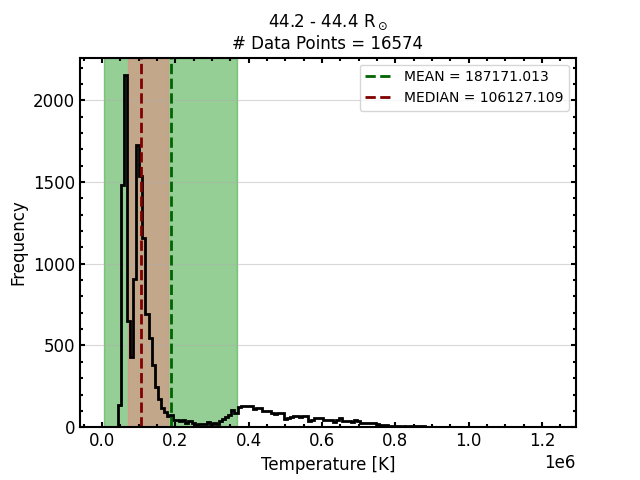 44.2 - 44.4 R⊙
# Data Points = 16574
MEAN = 187171.013
MEDIAN = 106127.109
2000
1500
1000
500
0
Frequency
0.0 0.2 0.4 0.6 0.8 1.0 1.2
1e6
Temperature [K]